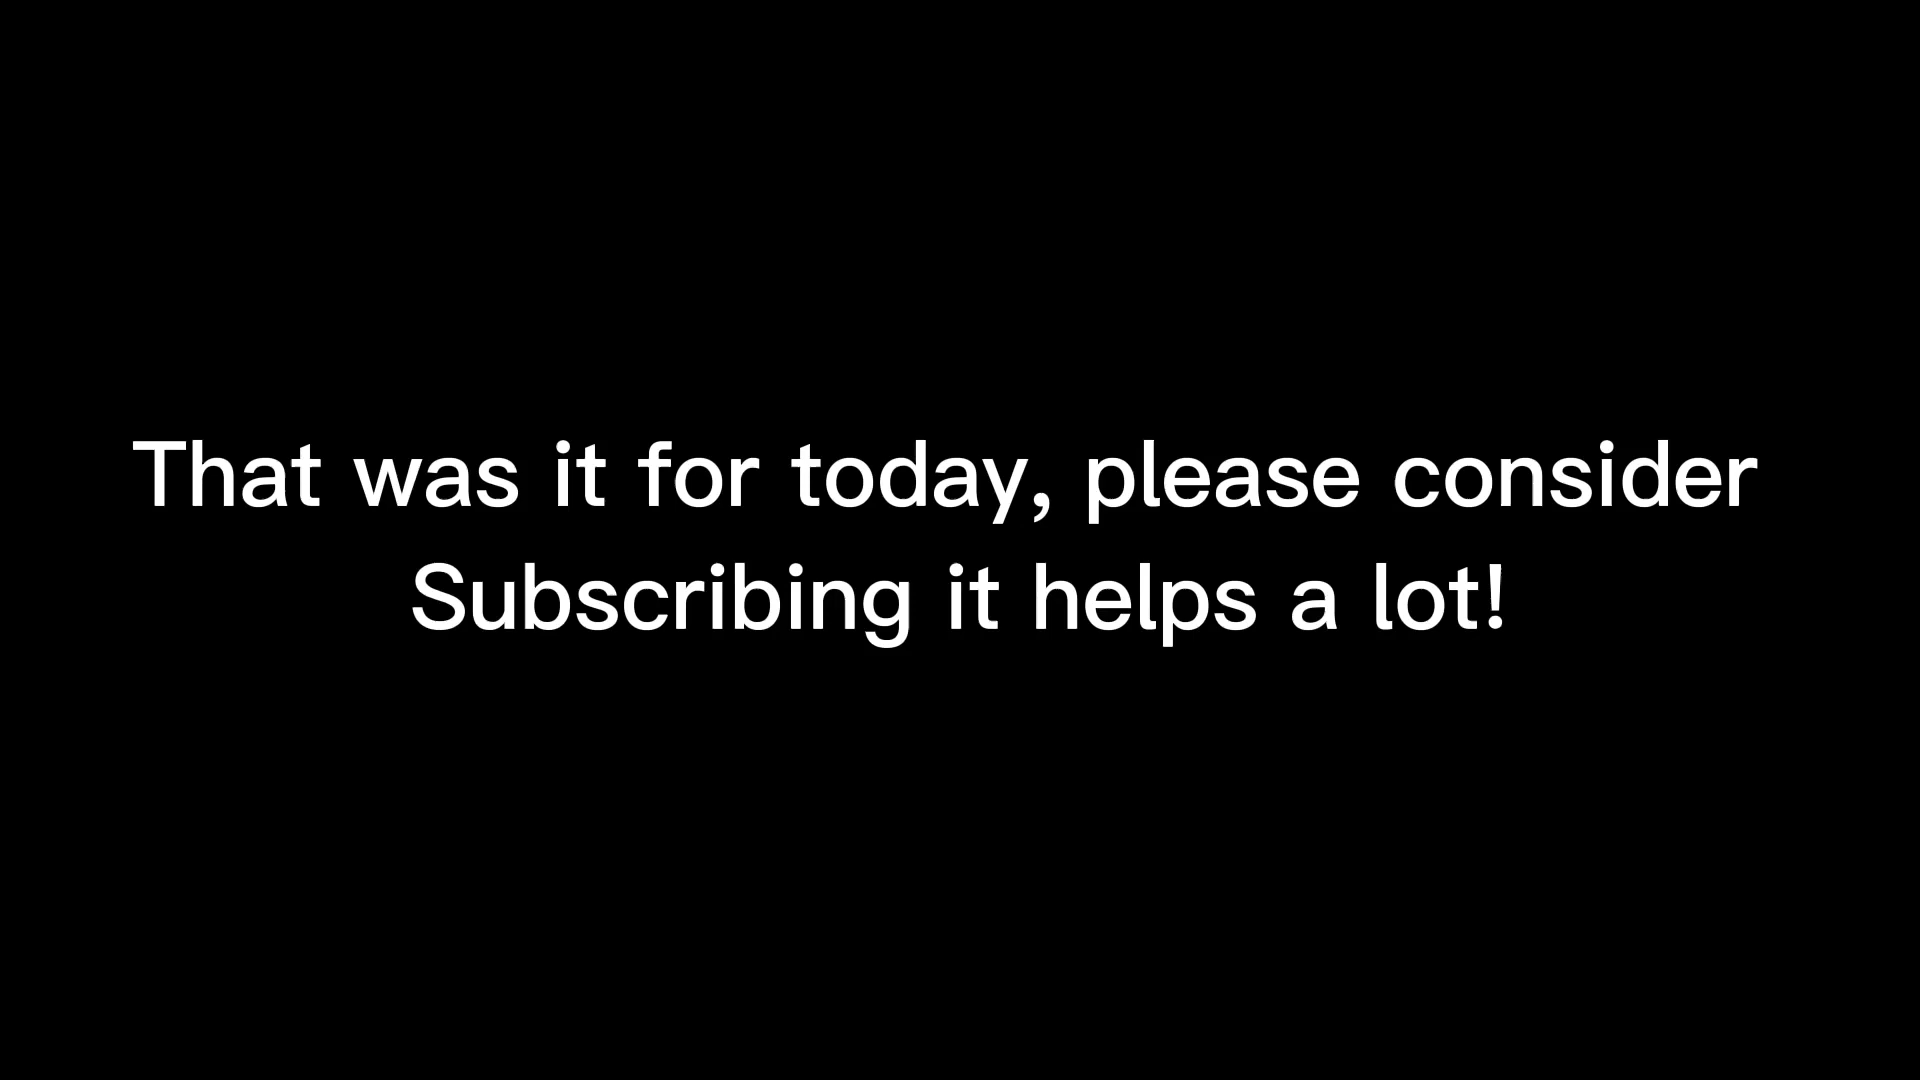 That was it for today, please consider
Subscribing it helps a lot!